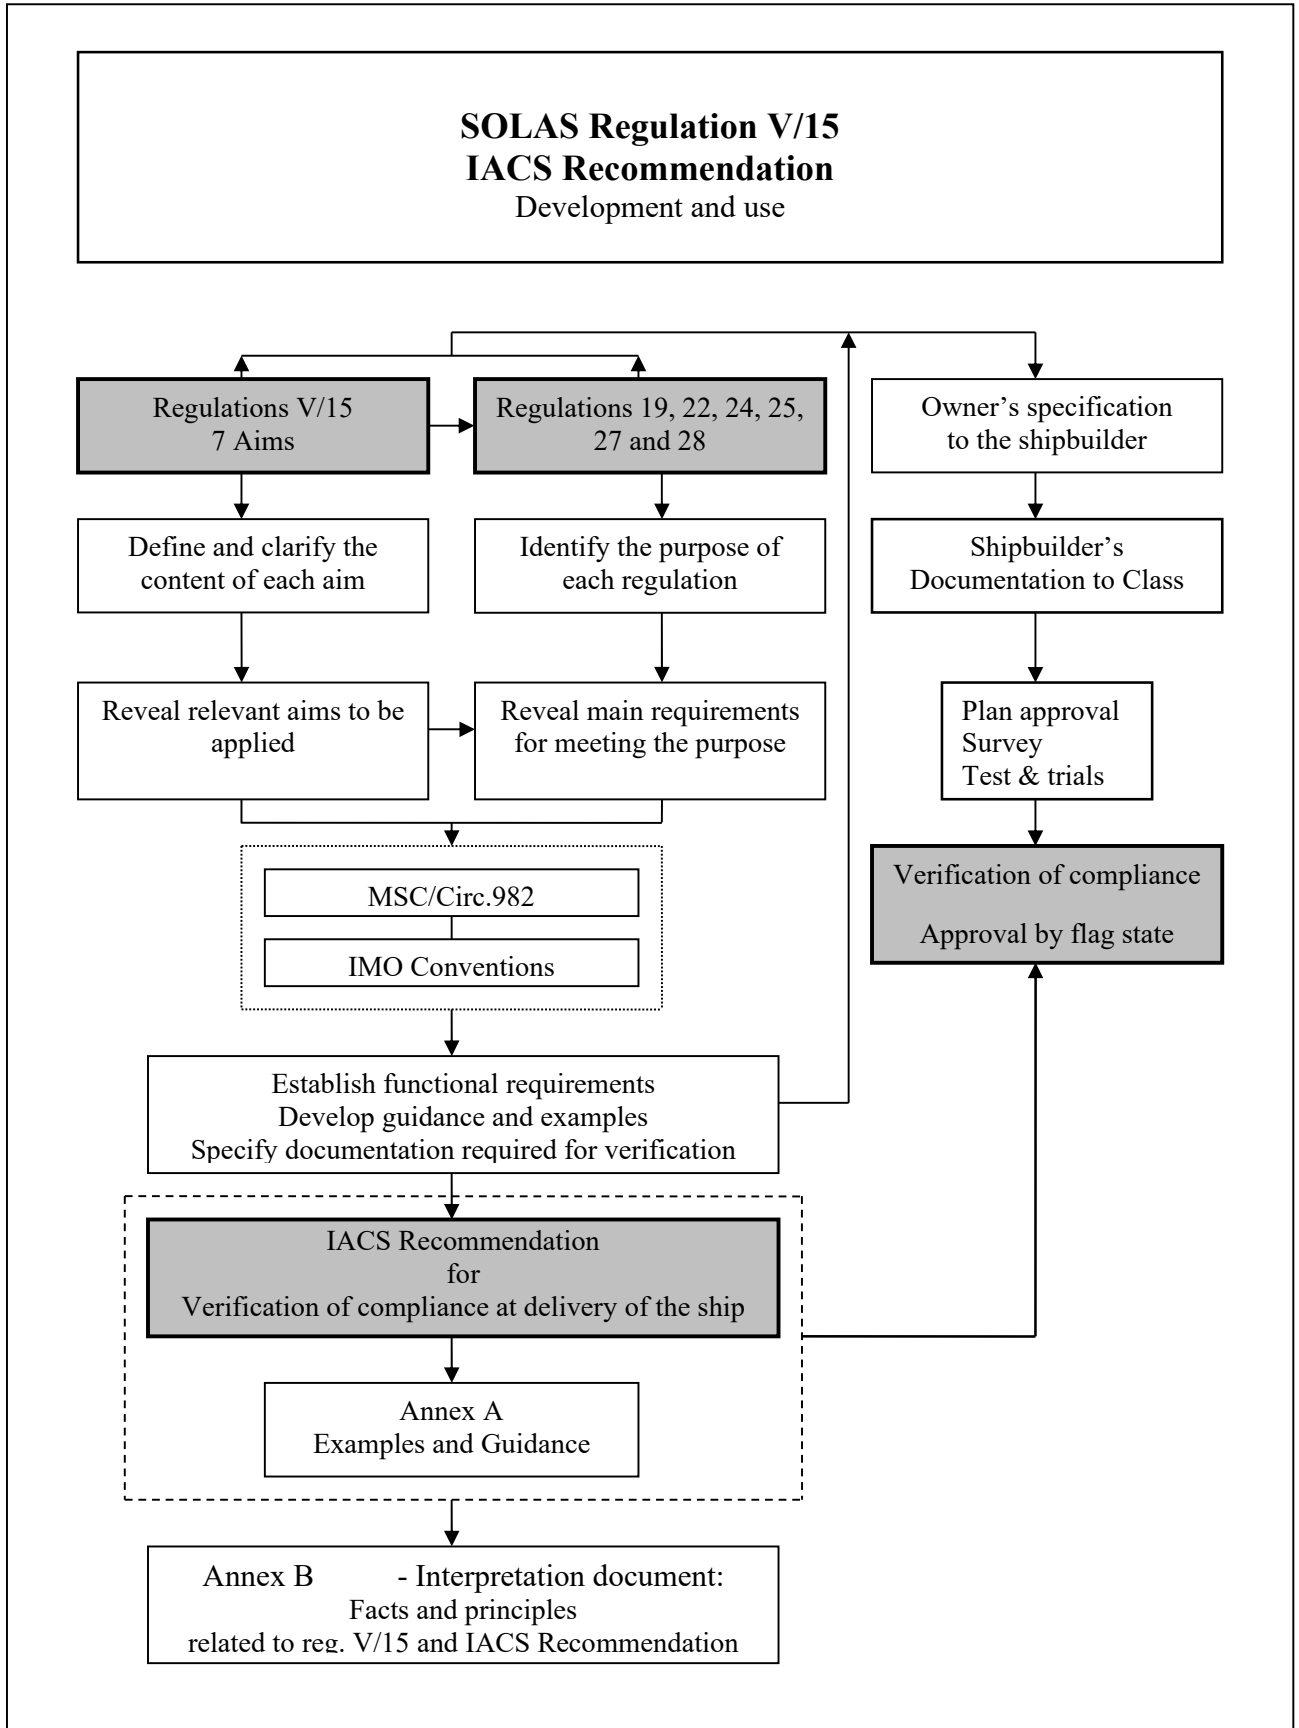 SOLAS Regulation V/15
IACS Recommendation
Development and use
Regulations V/15
7 Aims
Regulations 19, 22, 24, 25,
27 and 28
Owner’s specification
to the shipbuilder
Define and clarify the
content of each aim
Identify the purpose of
each regulation
Shipbuilder’s
Documentation to Class
Reveal relevant aims to be
applied
Reveal main requirements
for meeting the purpose
Plan approval
Survey
Test & trials
MSC/Circ.982
IMO Conventions
Verification of compliance
Approval by flag state
Establish functional requirements
Develop guidance and examples
Specify documentation required for verification
IACS Recommendation
for
Verification of compliance at delivery of the ship
Annex A
Examples and Guidance
Annex B - Interpretation document:
Facts and principles
related to reg. V/15 and IACS Recommendation